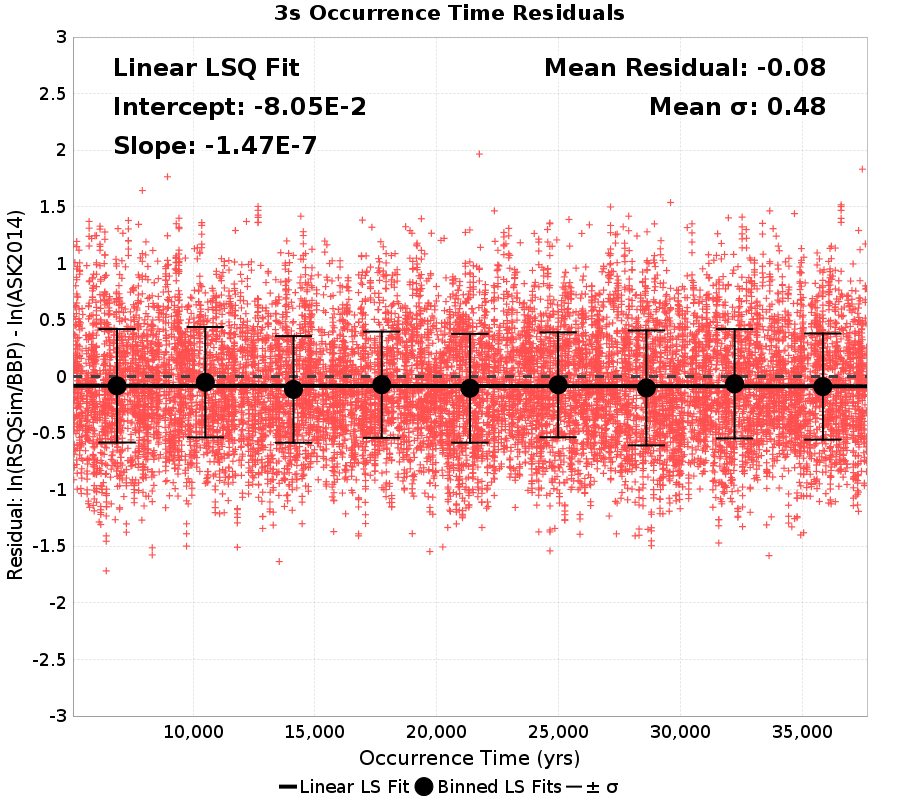 3s Occurrence Time Residuals
Linear LSQ Fit
Intercept: -8.05E-2
Slope: -1.47E-7
Mean Residual: -0.08
Mean σ: 0.48
Residual: ln(RSQSim/BBP) - ln(ASK2014)
3
2.5
2
1.5
1
0.5
0
-0.5
-1
-1.5
-2
-2.5
-3
10,000 15,000 20,000 25,000 30,000 35,000
Occurrence Time (yrs)
Linear LS Fit Binned LS Fits ± σ